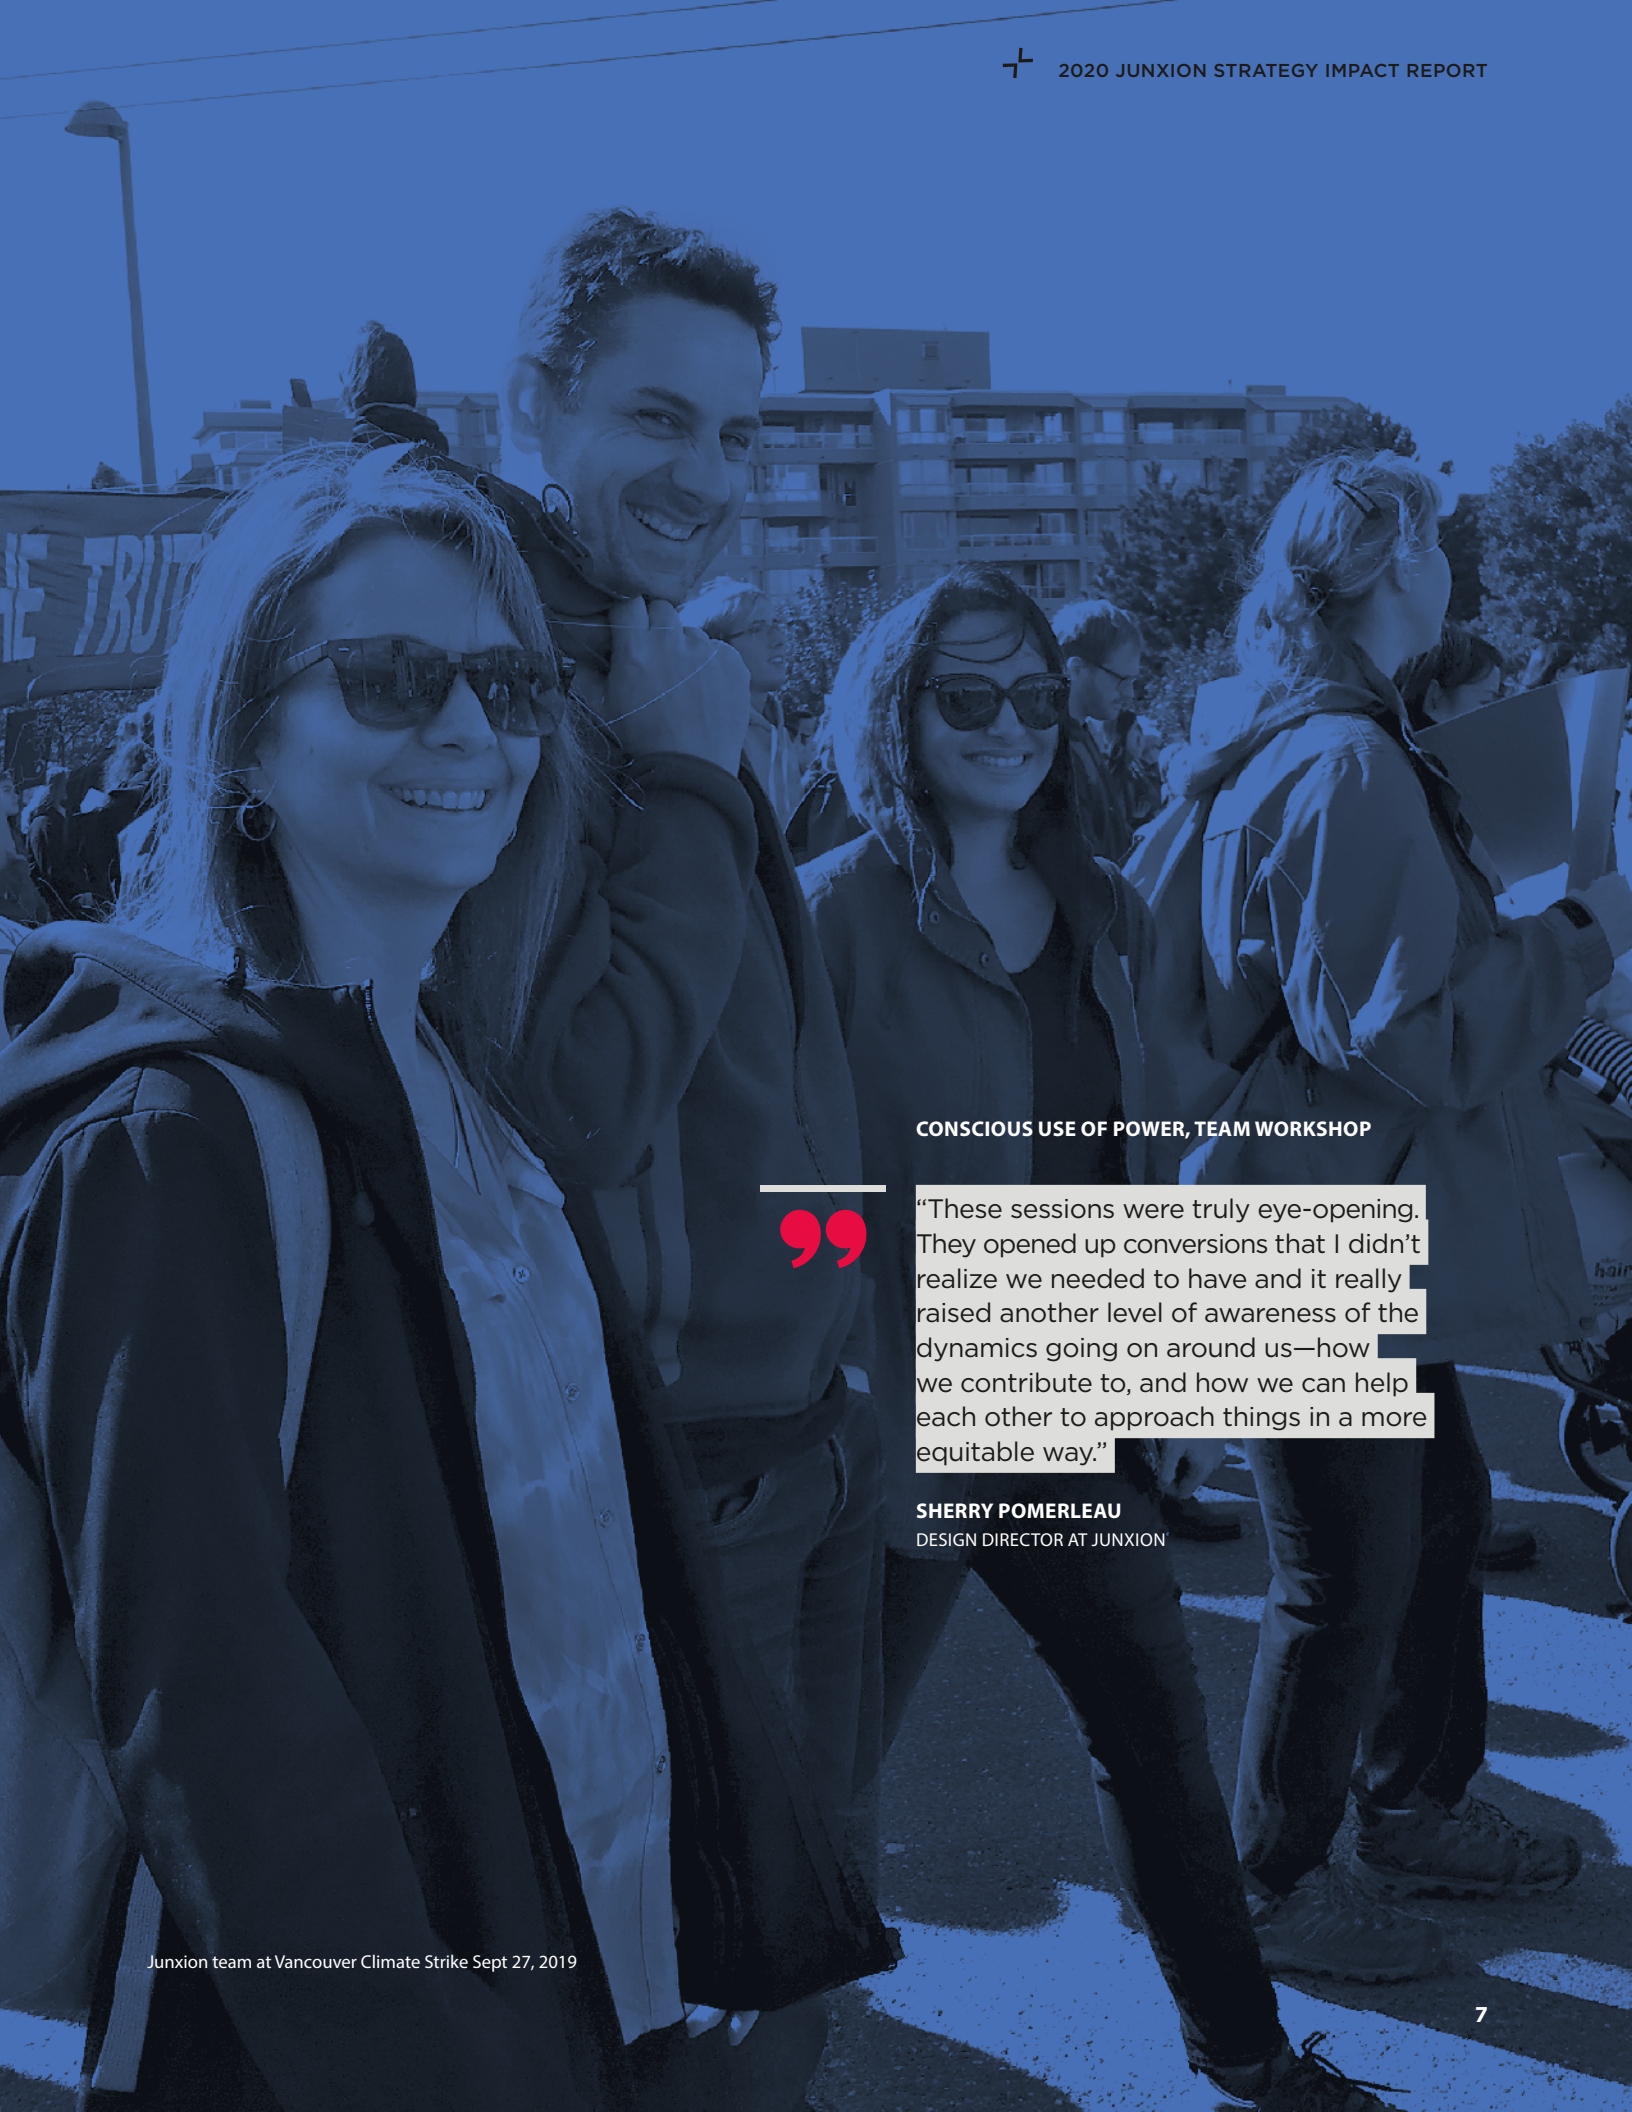 2020 JUNXION STRATEGY IMPACT REPORT
TRU
CONSCIOUS USE OF POWER, TEAM WORKSHOP
“These sessions were truly eye-opening.
They opened up conversions that I didn’t
realize we needed to have and it really
raised another level of awareness of the
dynamics going on around us—how
we contribute to, and how we can help
each other to approach things in a more
equitable way.”
SHERRY POMERLEAU
DESIGN DIRECTOR AT JUNXION
Junxion team at Vancouver Climate Strike Sept 27, 2019
7